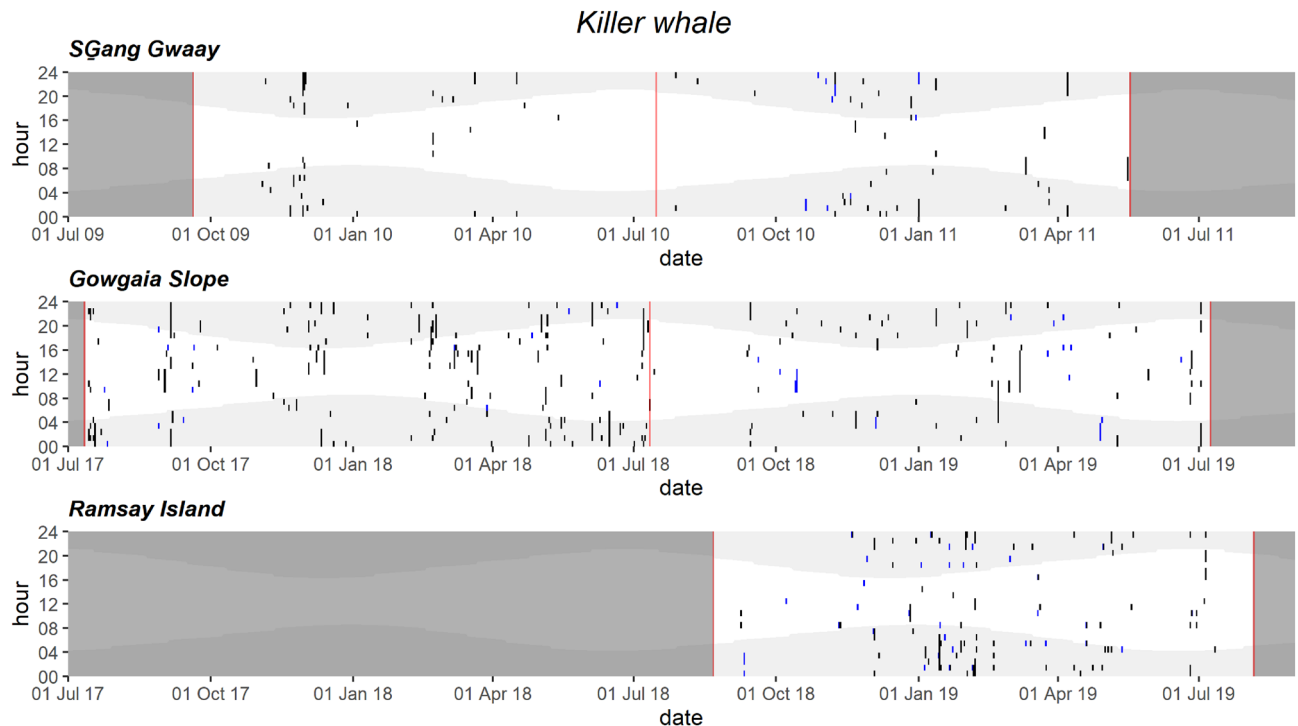 Killer whale
SG̱ang Gwaay
24
20
16
12
08
04
00
hour
01 Jul 09 01 Oct 09 01 Jan 10 01 Apr 10 01 Jul 10 01 Oct 10 01 Jan 11 01 Apr 11 01 Jul 11
date
Gowgaia Slope
24
20
16
12
08
04
00
hour
01 Jul 17 01 Oct 17 01 Jan 18 01 Apr 18 01 Jul 18 01 Oct 18 01 Jan 19 01 Apr 19 01 Jul 19
date
Ramsay Island
24
20
16
12
08
04
00
hour
01 Jul 17 01 Oct 17 01 Jan 18 01 Apr 18 01 Jul 18 01 Oct 18 01 Jan 19 01 Apr 19 01 Jul 19
date